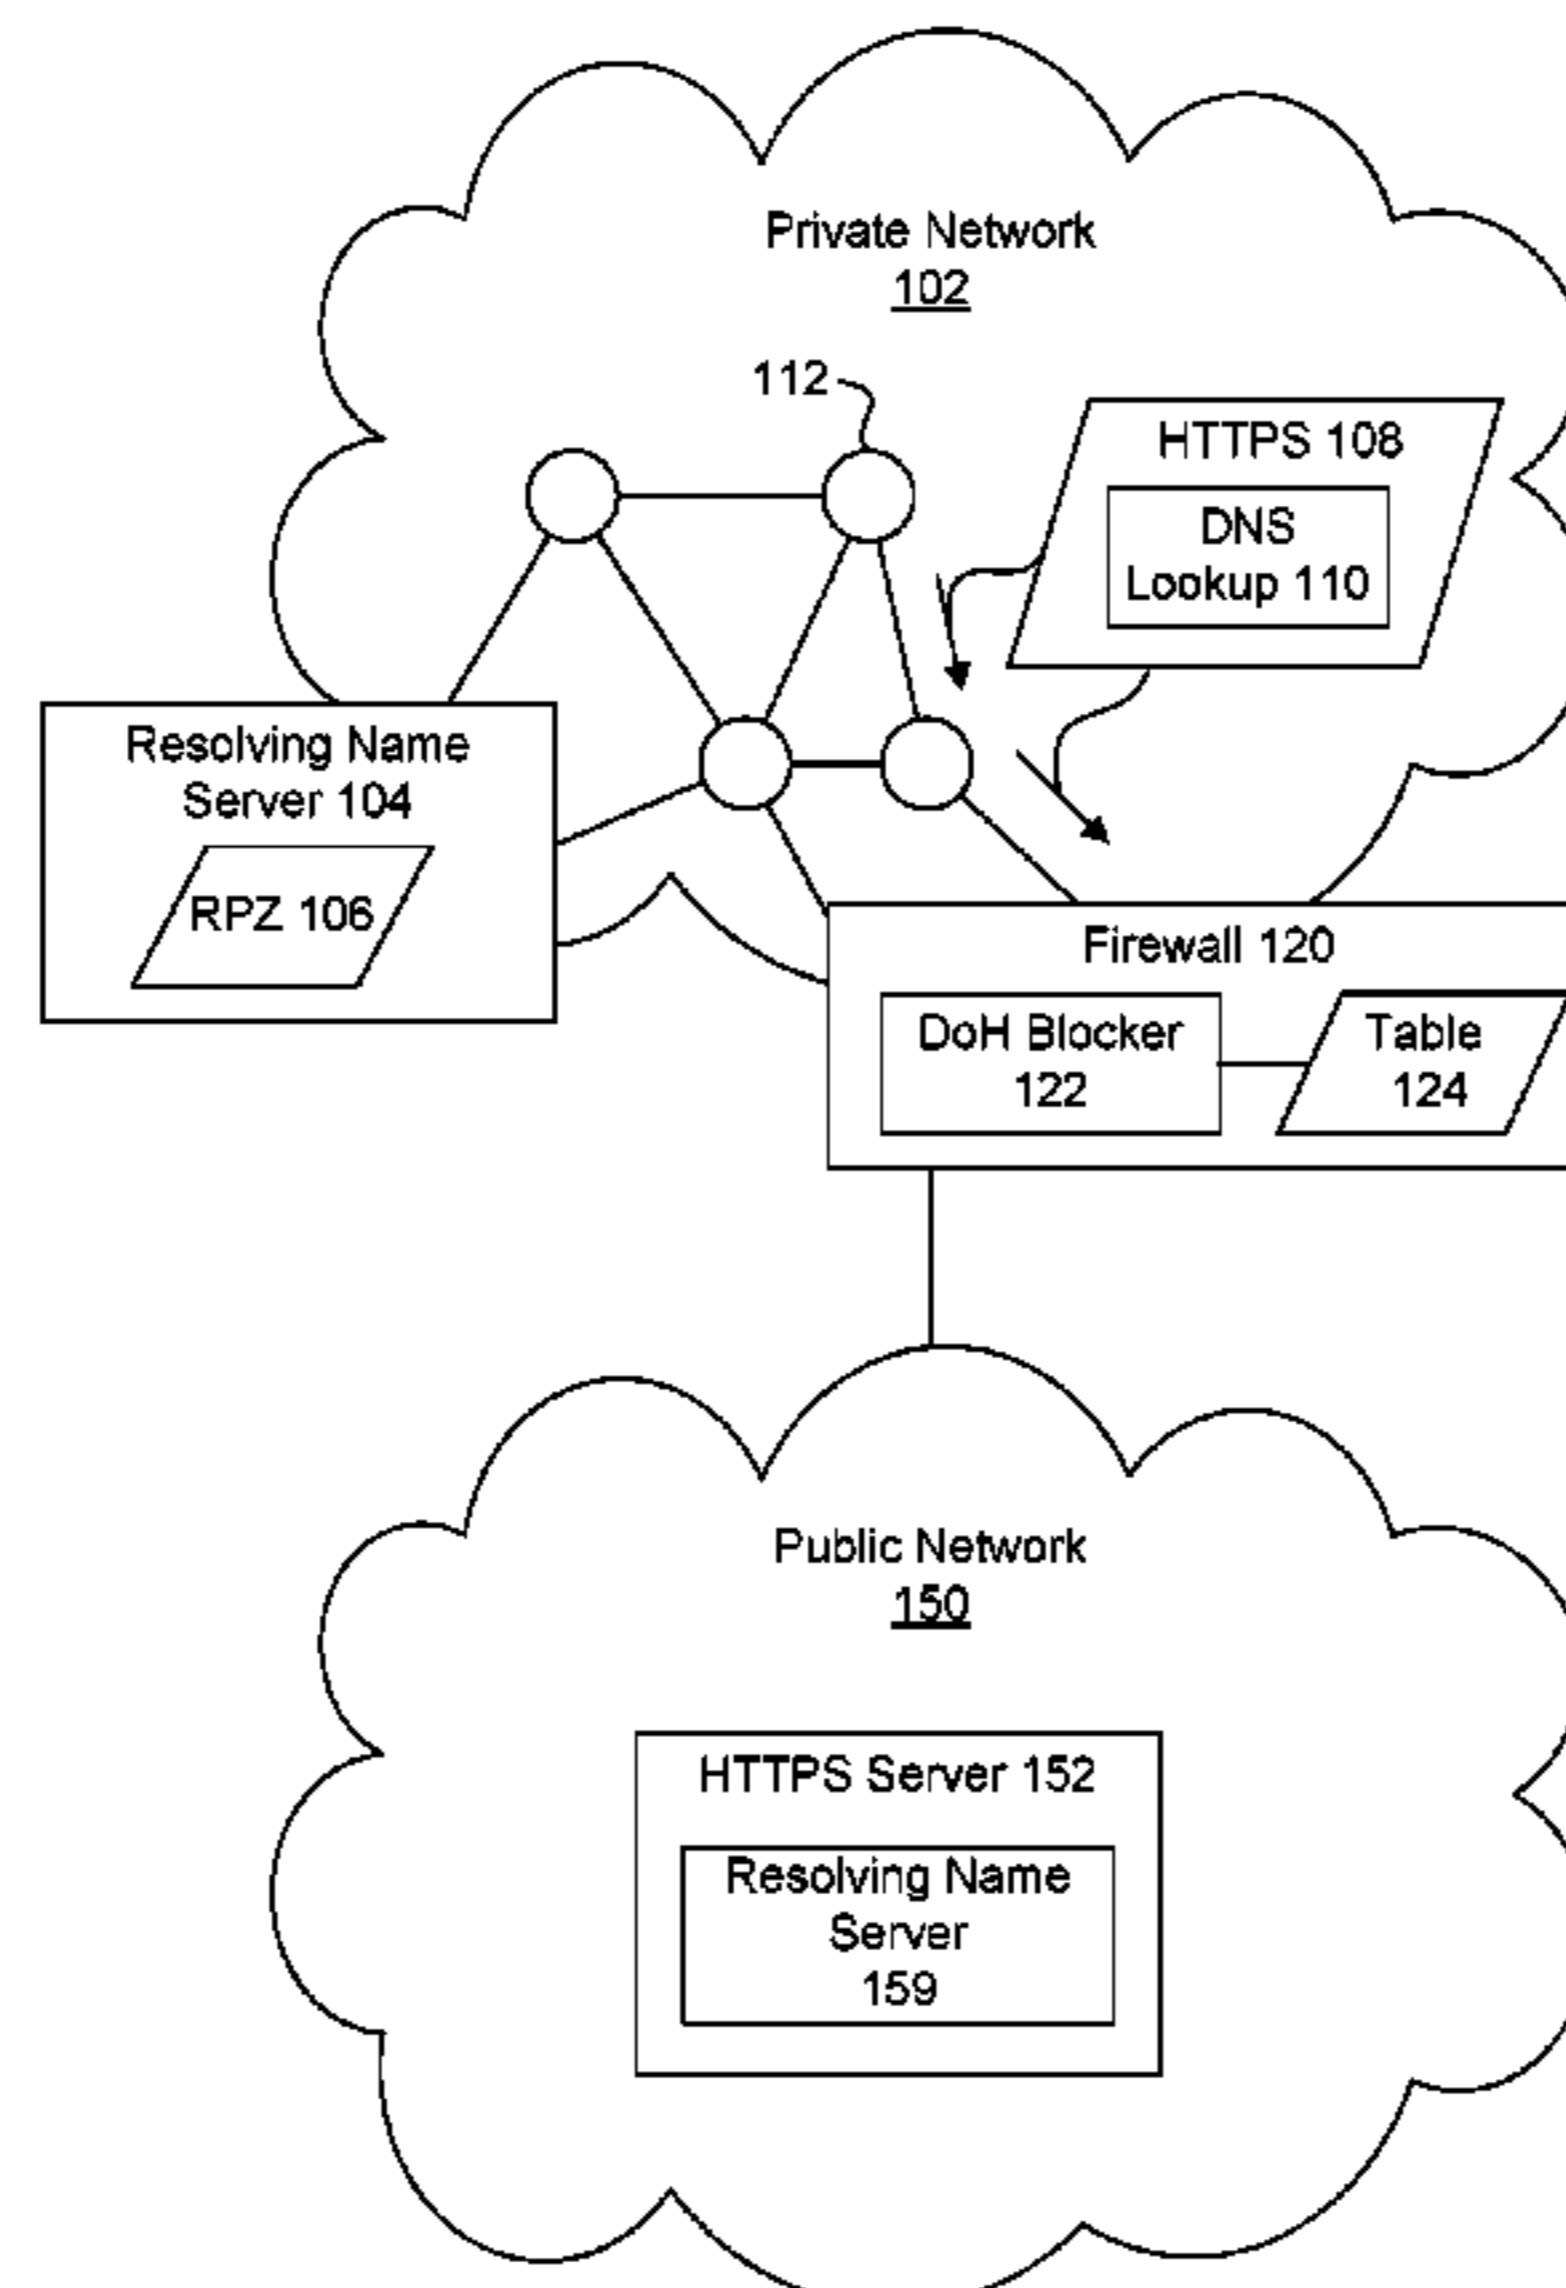 Private Network
102
112
HTTPS 108
DNS
Lookup 110
Resolving Name
Server 104
RPZ 106
Firewall 120
DoH Blocker
122
Table
124
Public Network
150
HTTPS Server 152
Resolving Name
Server
159